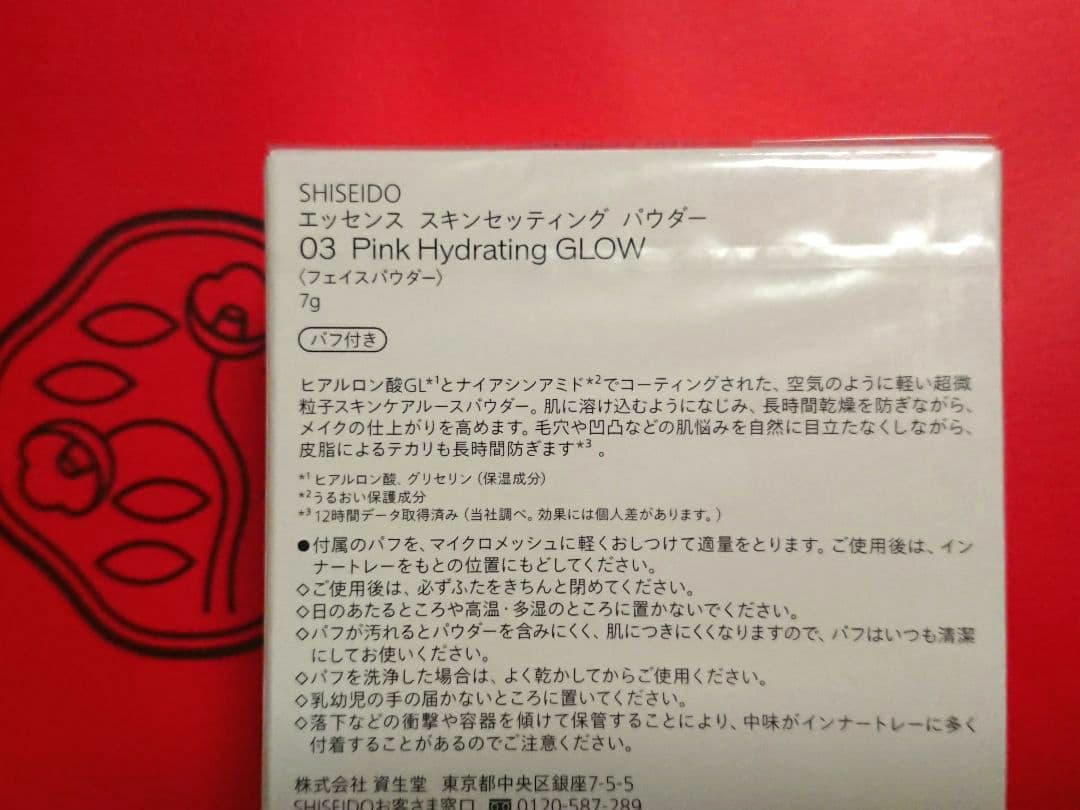 SHISEIDO
エッセンス スキンセッティング パウダー
03 Pink Hydrating GLOW
〈フェイスパウダー〉
7g
パフ付き
ヒアルロン酸GL*1とナイアシンアミド*2でコーティングされた、空気のように軽い超微
粒子スキンケアルースパウダー。肌に溶け込むようになじみ、長時間乾燥を防ぎながら、
メイクの仕上がりを高めます。毛穴や凹凸などの肌悩みを自然に目立たなくしながら、
皮脂によるテカリも長時間防ぎます*3。
*1 ヒアルロン酸、グリセリン（保湿成分）
*2 うるおい保護成分
*3 12時間データ取得済み（当社調べ。効果には個人差があります。）
●付属のパフを、マイクロメッシュに軽くおしつけて適量をとります。ご使用後は、イン
ナートレーをもとの位置にもどしてください。
◇ご使用後は、必ずふたをきちんと閉めてください。
◇日のあたるところや高温・多湿のところに置かないでください。
◇パフが汚れるとパウダーを含みにくく、肌につきにくくなりますので、パフはいつも清潔
にしてお使いください。
◇パフを洗浄した場合は、よく乾かしてからご使用ください。
◇乳幼児の手の届かないところに置いてください。
◇落下などの衝撃や容器を傾けて保管することにより、中味がインナートレーに多く
付着することがあるのでご注意ください。
株式会社 資生堂 東京都中央区銀座7-5-5
SHISEIDOお客さま窓口 0120-587-289